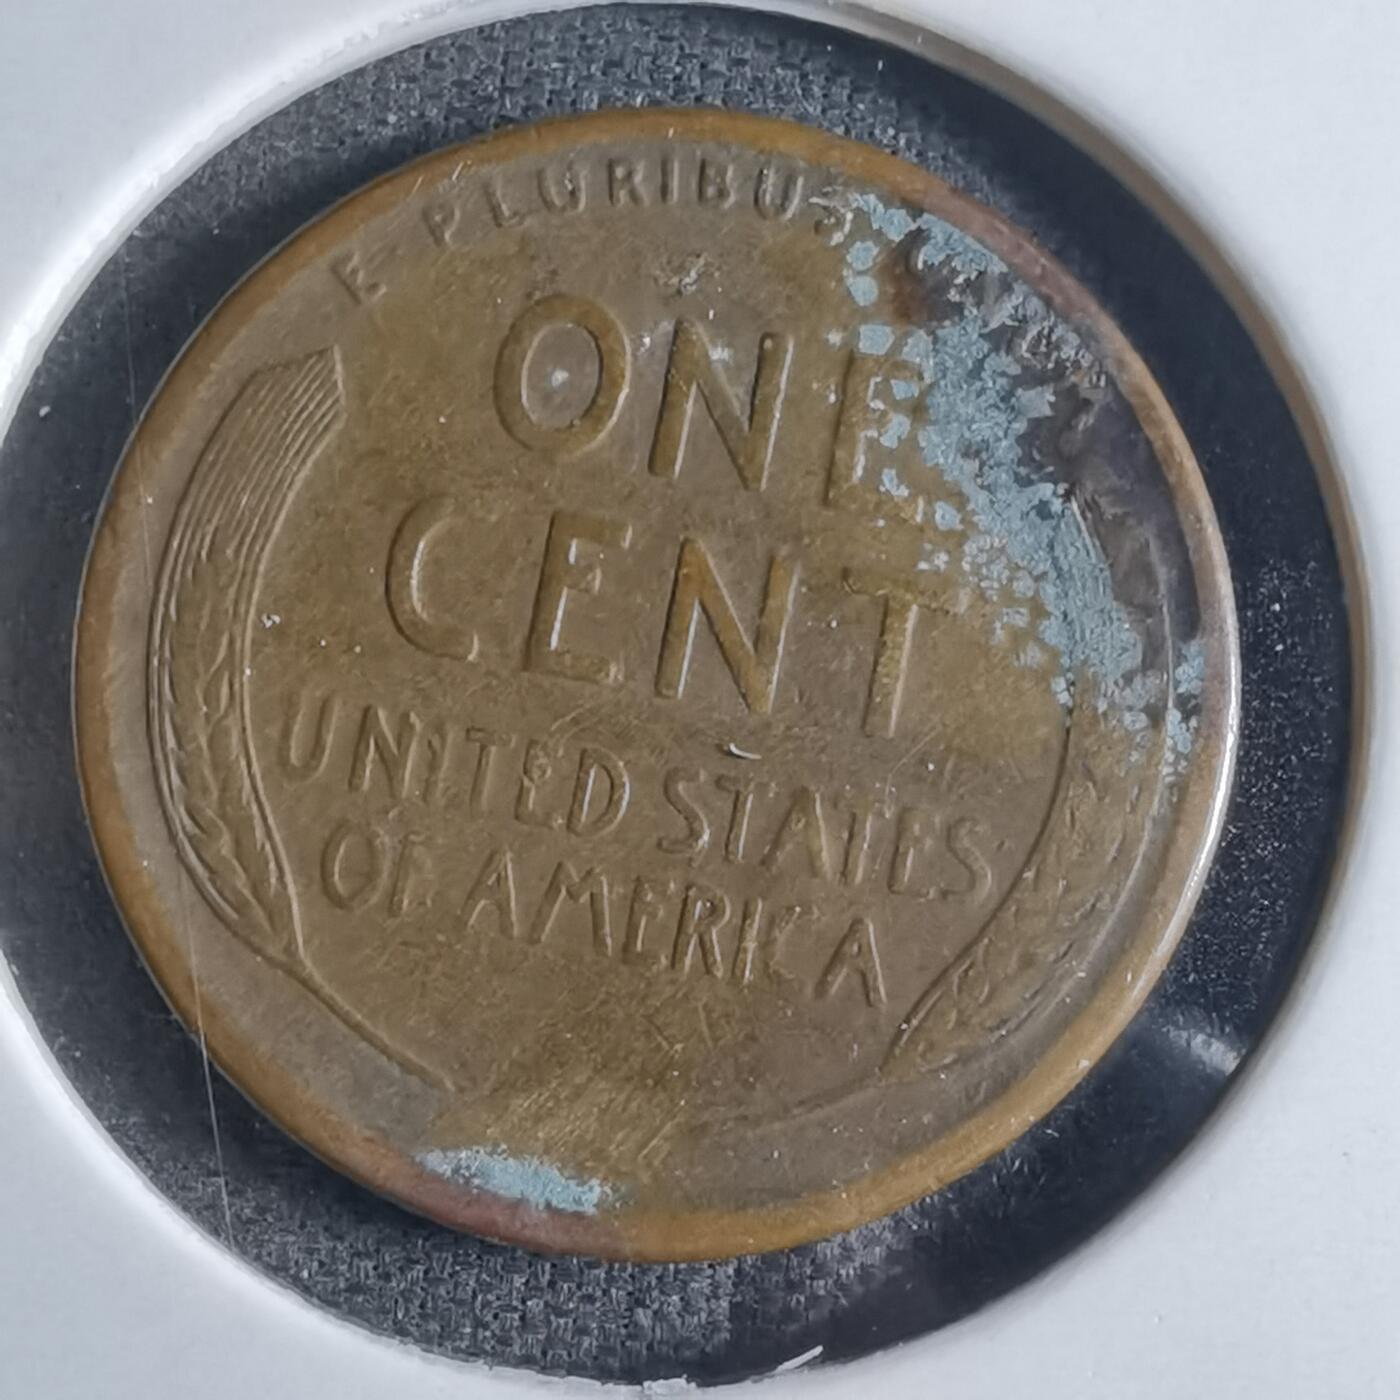 E PLURIBUS
ONE
CENT
UNITED STATES
OF AMERICA